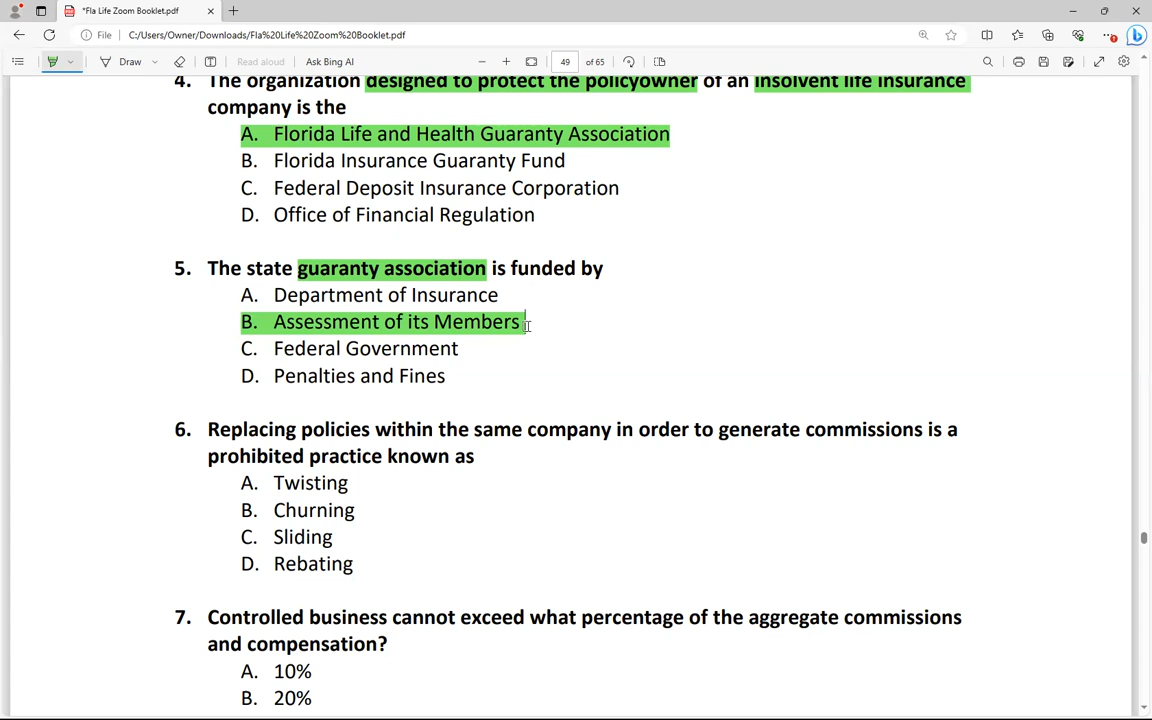 *Fla Life Zoom Booklet.pdf
File
C:/Users/Owner/Downloads/Fla%20Life%20Zoom%20Booklet.pdf
Draw
Read aloud
Ask Bing AI
49
of 65
4. The organization designed to protect the policyowner of an insolvent life insurance
company is the
A. Florida Life and Health Guaranty Association
B. Florida Insurance Guaranty Fund
C. Federal Deposit Insurance Corporation
D. Office of Financial Regulation
5. The state guaranty association is funded by
A. Department of Insurance
B. Assessment of its Members
C. Federal Government
D. Penalties and Fines
6. Replacing policies within the same company in order to generate commissions is a
prohibited practice known as
A. Twisting
B. Churning
C. Sliding
D. Rebating
7. Controlled business cannot exceed what percentage of the aggregate commissions
and compensation?
A. 10%
B. 20%